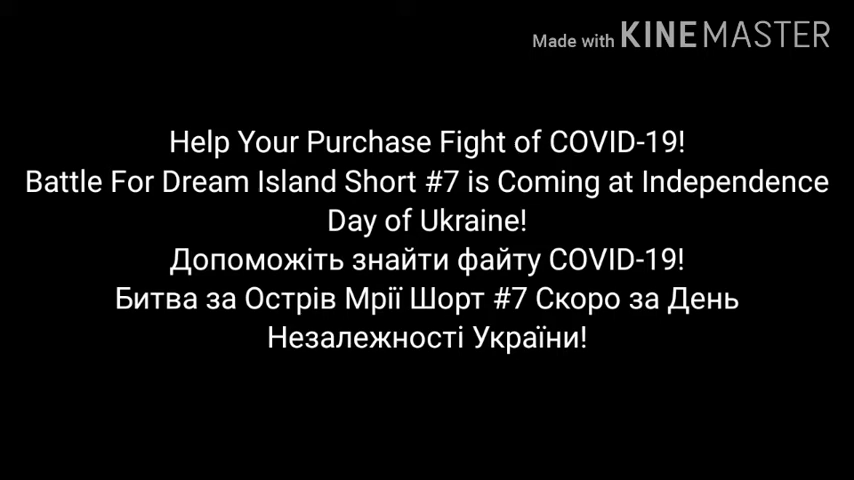 Made with KINEMASTER
Help Your Purchase Fight of COVID-19!
Battle For Dream Island Short #7 is Coming at Independence
Day of Ukraine!
Допоможіть знайти файту COVID-19!
Битва за Острів Мрії Шорт #7 Скоро за День
Незалежності України!